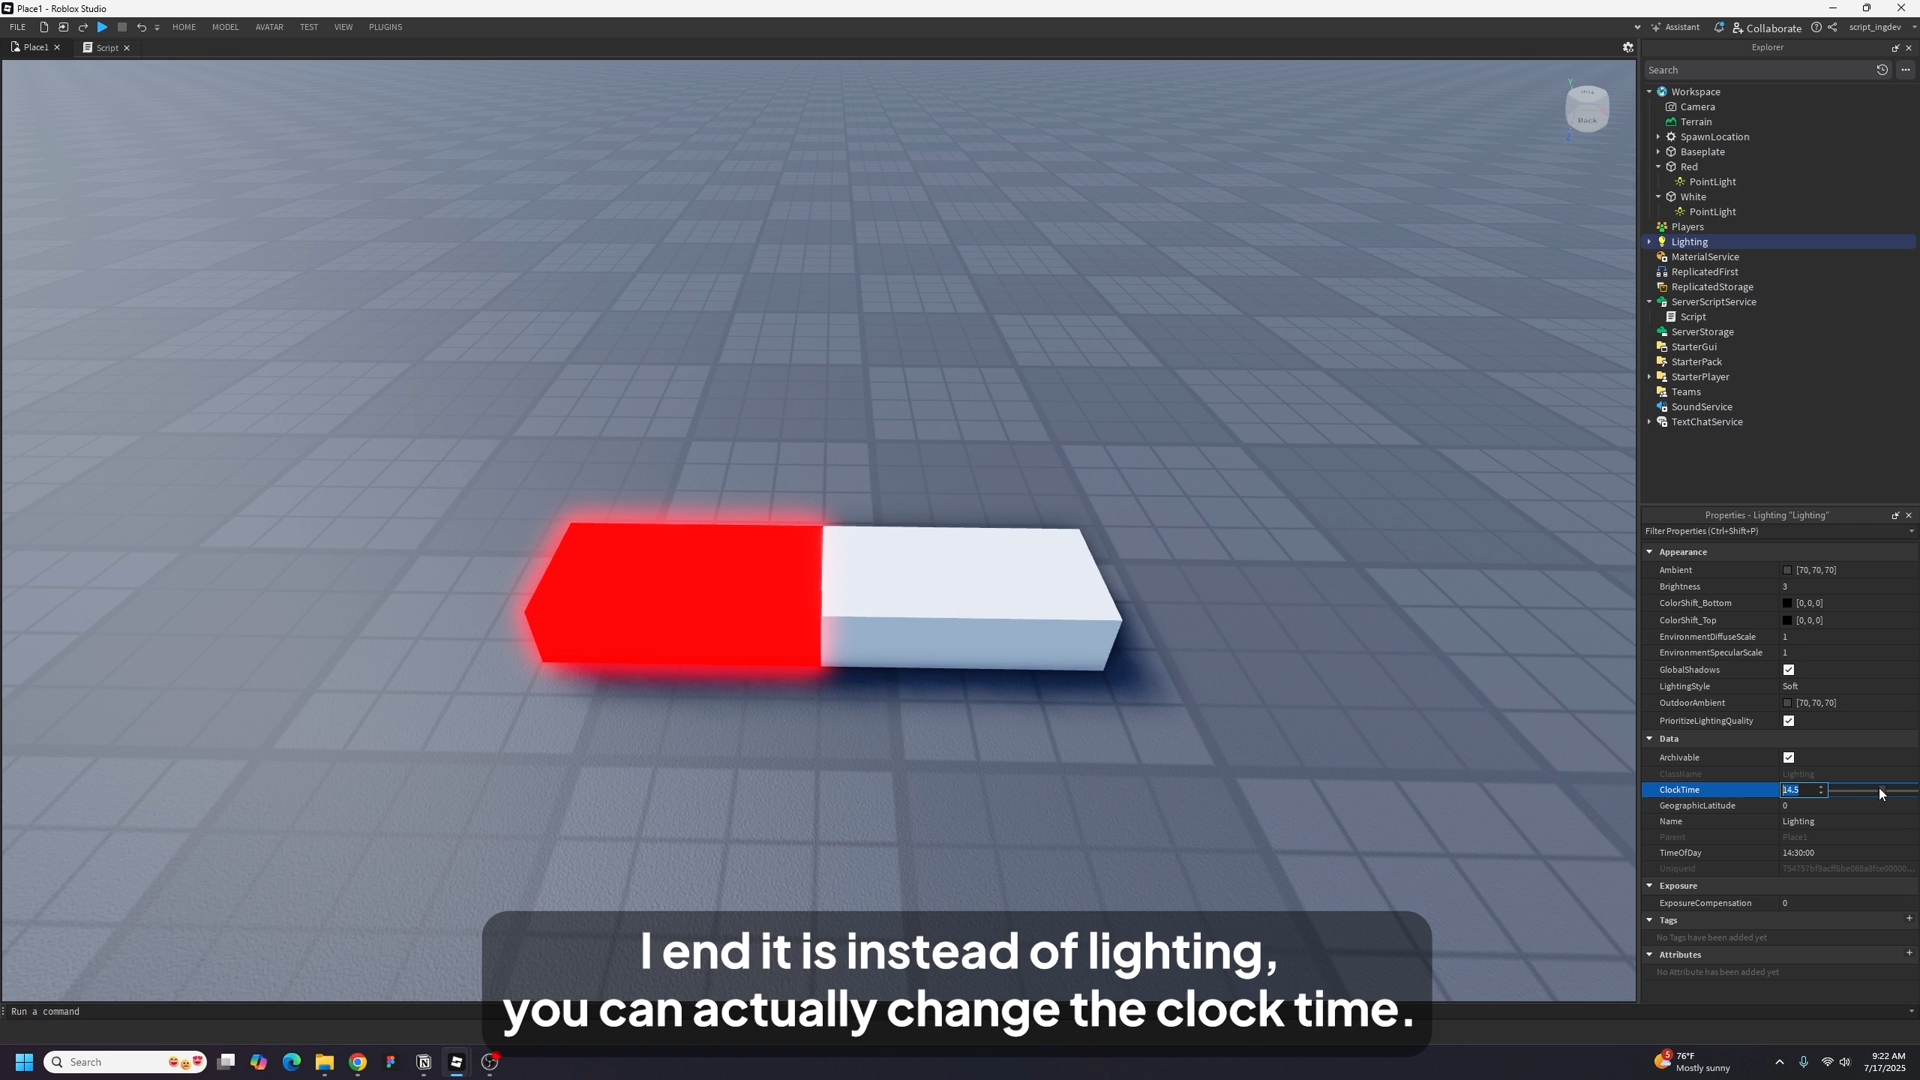 Place1 - Roblox Studio
FILE
HOME
MODEL
AVATAR
TEST
VIEW
PLUGINS
Assistant
Collaborate
script_ingdev
Place1
Script
Back
Explorer
Search
Workspace
Camera
Terrain
SpawnLocation
Baseplate
Red
PointLight
White
PointLight
Players
Lighting
MaterialService
ReplicatedFirst
ReplicatedStorage
ServerScriptService
Script
ServerStorage
StarterGui
StarterPack
StarterPlayer
Teams
SoundService
TextChatService
Properties - Lighting "Lighting"
Filter Properties (Ctrl+Shift+P)
Appearance
Ambient [70, 70, 70]
Brightness 3
ColorShift_Bottom [0, 0, 0]
ColorShift_Top [0, 0, 0]
EnvironmentDiffuseScale 1
EnvironmentSpecularScale 1
GlobalShadows
LightingStyle Soft
OutdoorAmbient [70, 70, 70]
PrioritizeLightingQuality
Data
Archivable
ClassName Lighting
ClockTime 14.5
GeographicLatitude 0
Name Lighting
Parent Place1
TimeOfDay 14:30:00
UniqueId
Exposure
ExposureCompensation 0
Tags
No Tags have been added yet
Attributes
No Attribute has been added yet
I end it is instead of lighting,
you can actually change the clock time.
Run a command
Search
5
76°F
Mostly sunny
9:22 AM
7/17/2025